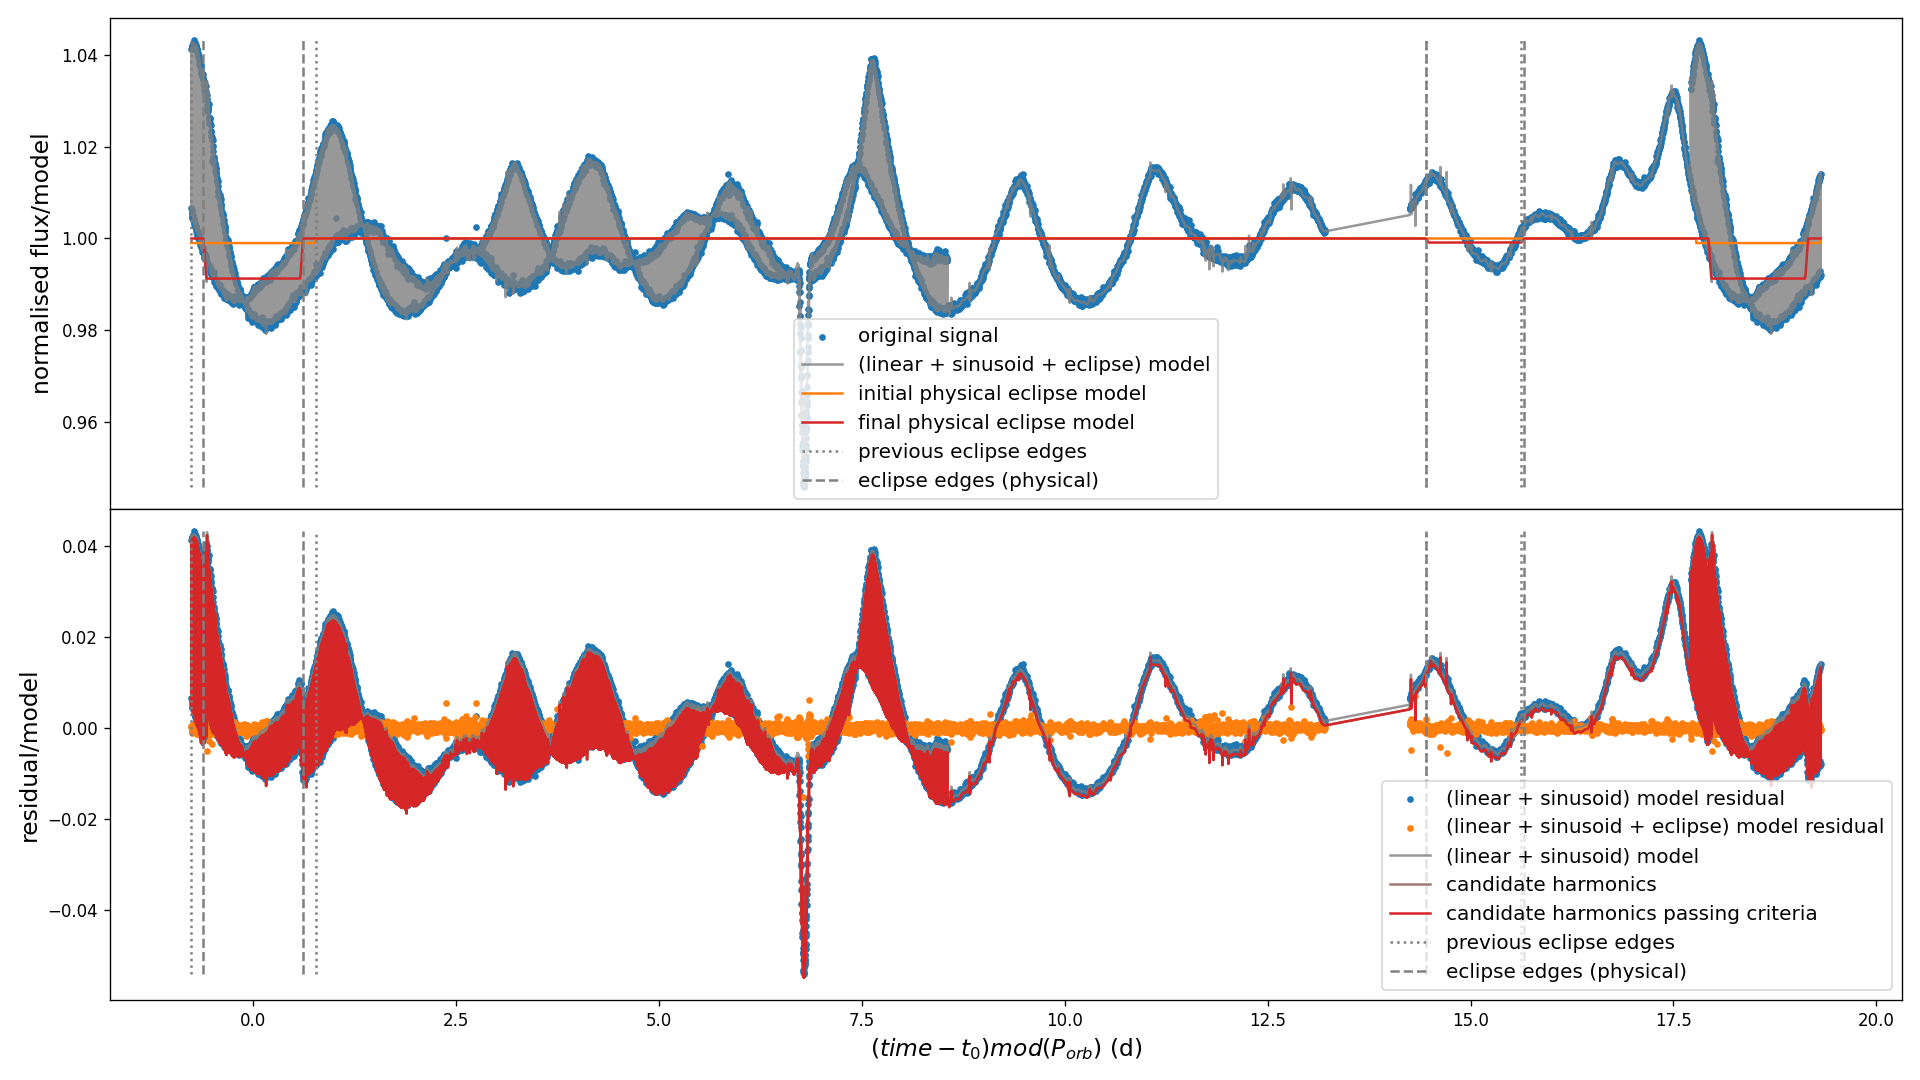 normalised flux/model
1.04
1.02
1.00
0.98
0.96
original signal
(linear + sinusoid + eclipse) model
initial physical eclipse model
final physical eclipse model
previous eclipse edges
eclipse edges (physical)
residual/model
0.04
0.02
0.00
−0.02
−0.04
(linear + sinusoid) model residual
(linear + sinusoid + eclipse) model residual
(linear + sinusoid) model
candidate harmonics
candidate harmonics passing criteria
previous eclipse edges
eclipse edges (physical)
0.0 2.5 5.0 7.5 10.0 12.5 15.0 17.5 20.0
(time − t₀)mod(Pₒᵣb) (d)